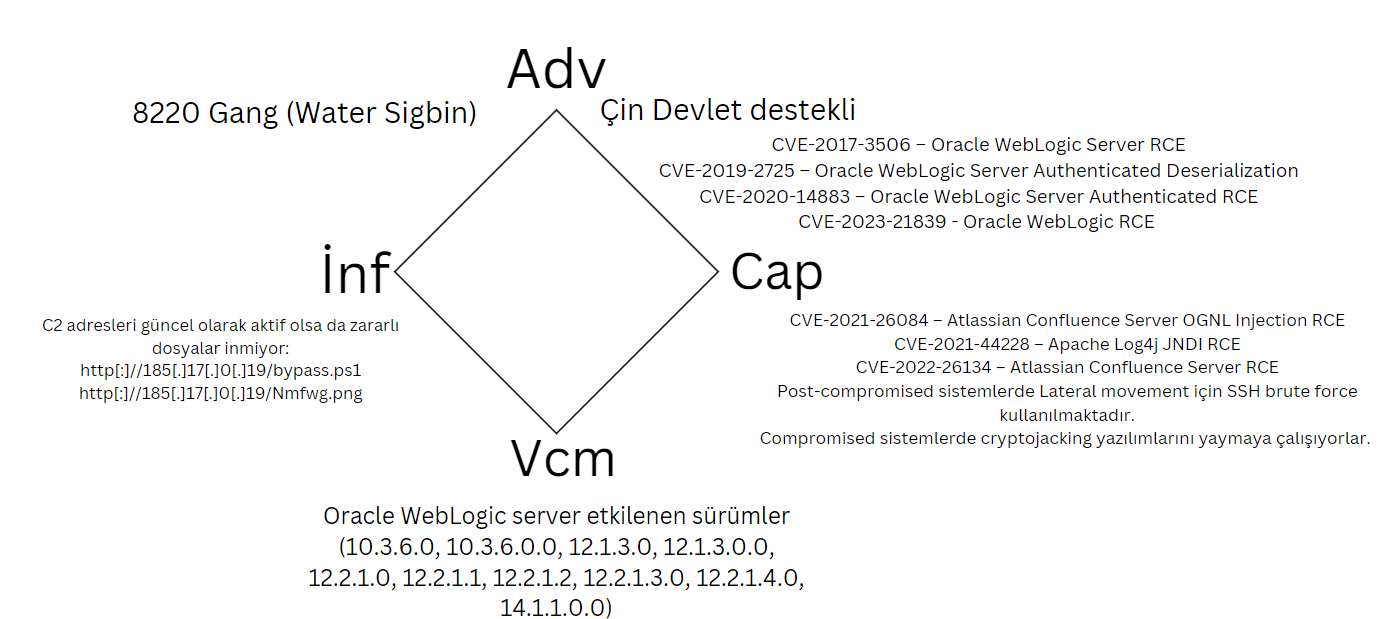 Adv
8220 Gang (Water Sigbin)
Çin Devlet destekli
CVE-2017-3506 – Oracle WebLogic Server RCE
CVE-2019-2725 – Oracle WebLogic Server Authenticated Deserialization
CVE-2020-14883 – Oracle WebLogic Server Authenticated RCE
CVE-2023-21839 - Oracle WebLogic RCE
İnf
Cap
C2 adresleri güncel olarak aktif olsa da zararlı
dosyalar inmiyor:
http[:]//185[.]17[.]0[.]19/bypass.ps1
http[:]//185[.]17[.]0[.]19/Nmfwg.png
CVE-2021-26084 – Atlassian Confluence Server OGNL Injection RCE
CVE-2021-44228 – Apache Log4j JNDI RCE
CVE-2022-26134 – Atlassian Confluence Server RCE
Post-compromised sistemlerde Lateral movement için SSH brute force
kullanılmaktadır.
Compromised sistemlerde cryptojacking yazılımlarını yaymaya çalışıyorlar.
Vcm
Oracle WebLogic server etkilenen sürümler
(10.3.6.0, 10.3.6.0.0, 12.1.3.0, 12.1.3.0.0,
12.2.1.0, 12.2.1.1, 12.2.1.2, 12.2.1.3.0, 12.2.1.4.0,
14.1.1.0.0)